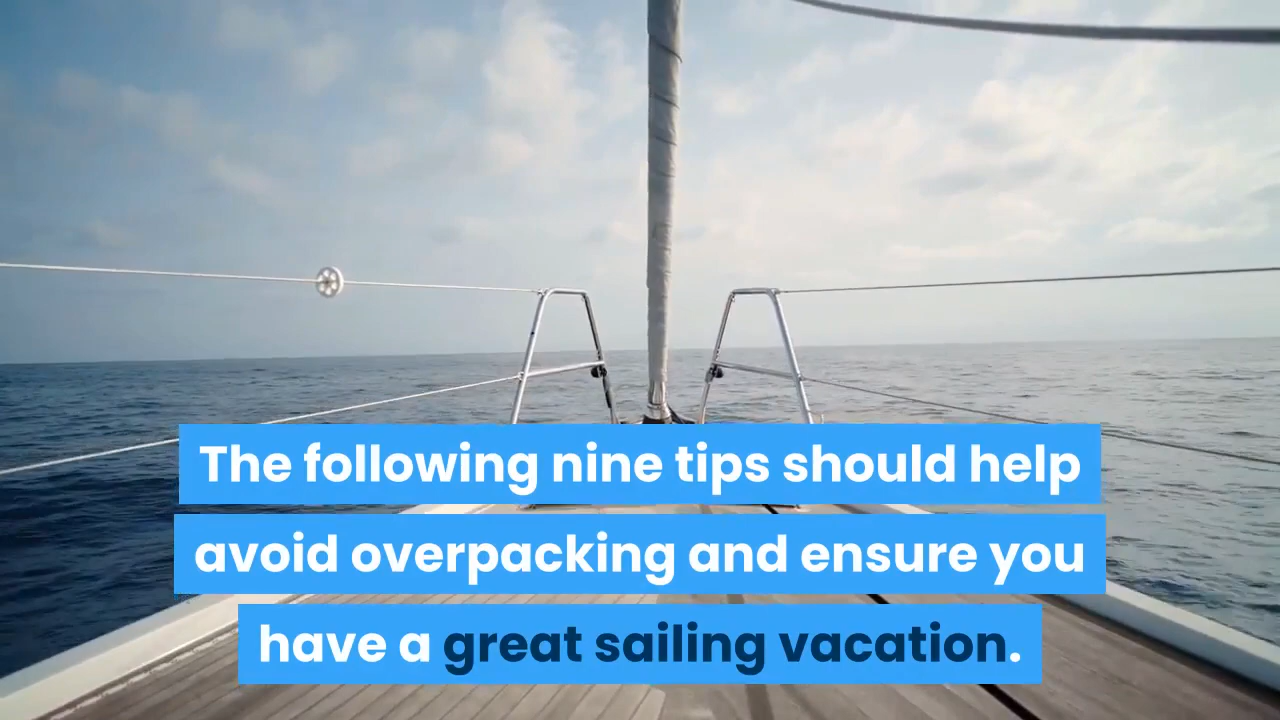 The following nine tips should help
avoid overpacking and ensure you
have a great sailing vacation.